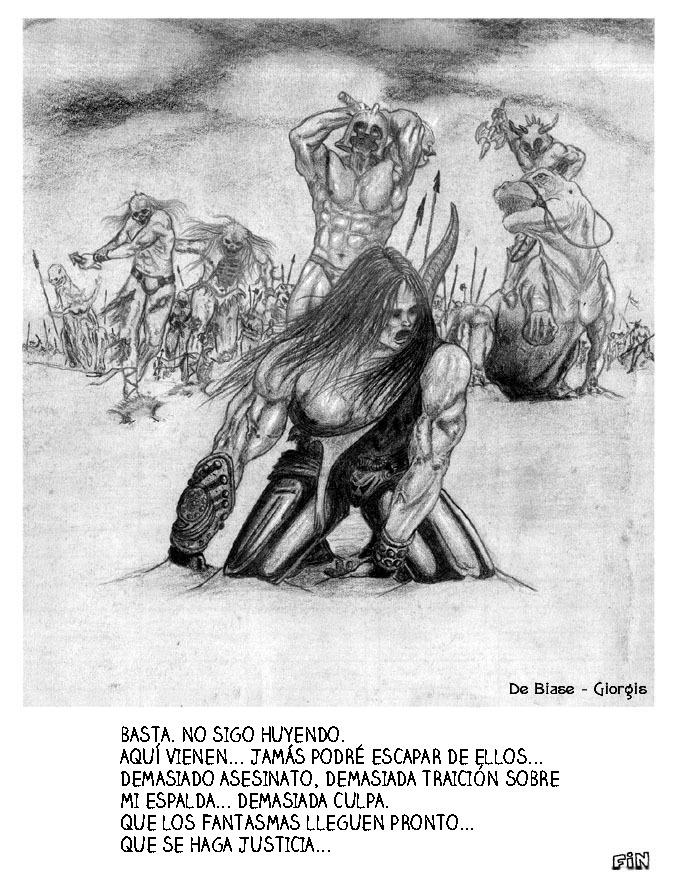 De Biase - Giorgis
BASTA. NO SIGO HUYENDO.
AQUÍ VIENEN... JAMÁS PODRÉ ESCAPAR DE ELLOS...
DEMASIADO ASESINATO, DEMASIADA TRAICIÓN SOBRE
MI ESPALDA... DEMASIADA CULPA.
QUE LOS FANTASMAS LLEGUEN PRONTO...
QUE SE HAGA JUSTICIA...
FiN